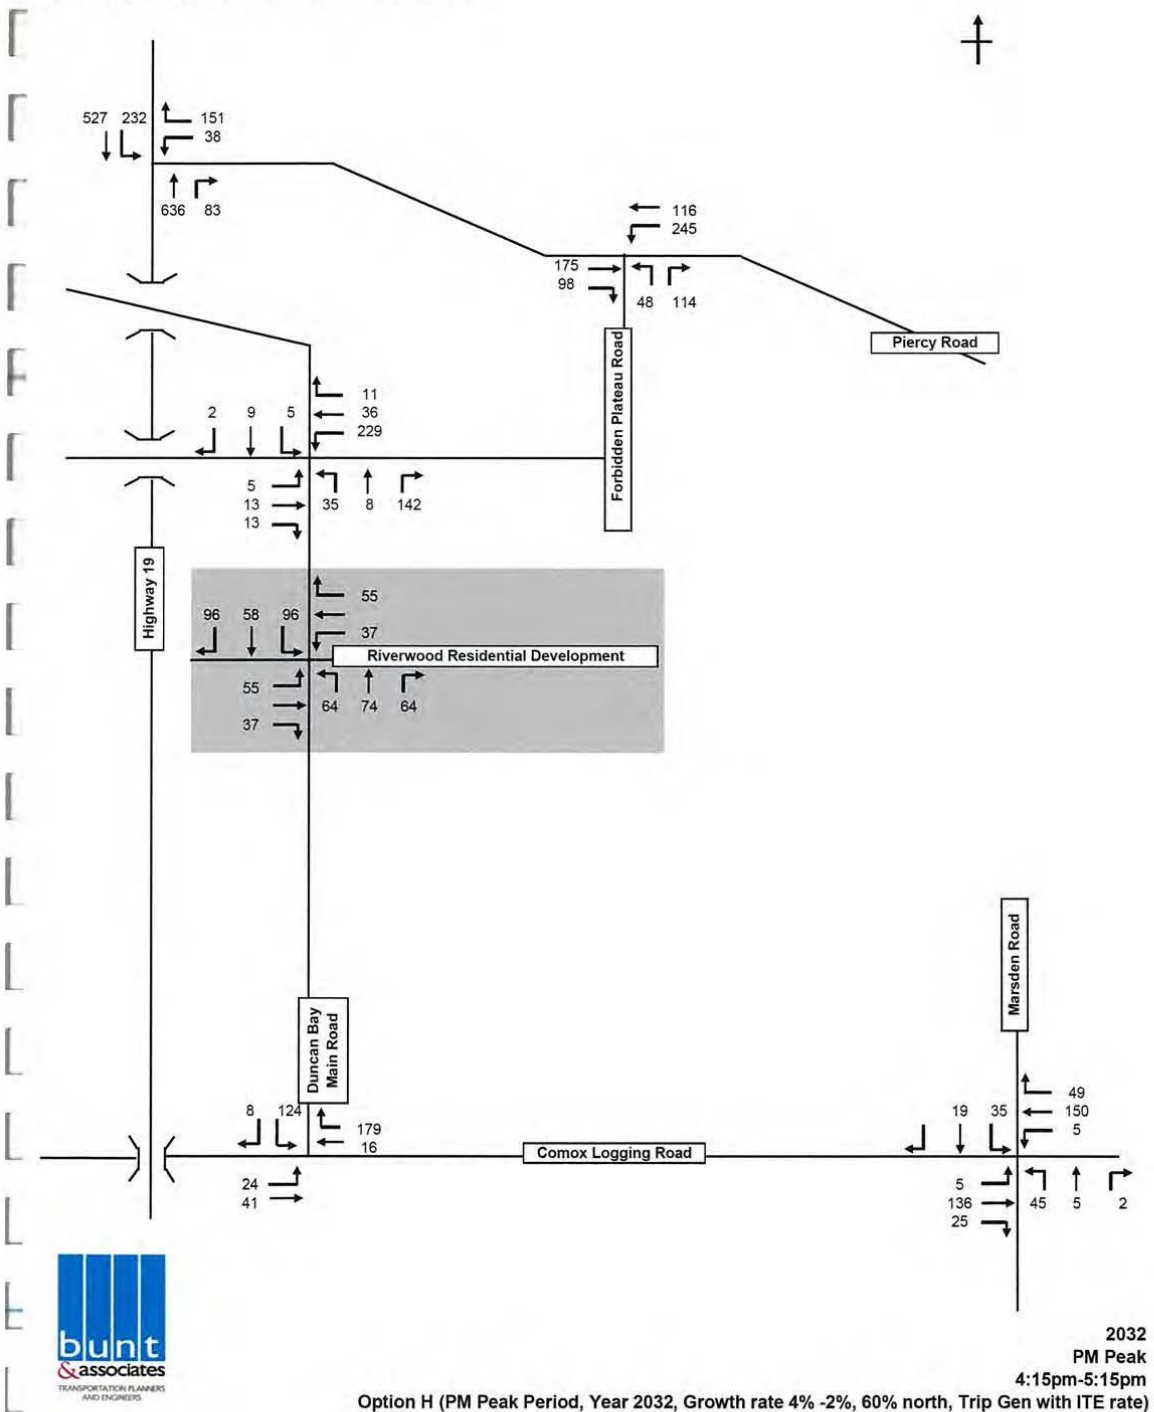 527 232 151
38
636 83
116
245
175
98
48 114
Piercy Road
Forbidden Plateau Road
11
2 9 5 36
229
5
13 35 8 142
13
Highway 19
55
96 58 96
37
Riverwood Residential Development
55
64 74 64
37
Marsden Road
Duncan Bay
Main Road
8 124
179
16
Comox Logging Road
24
41
49
19 35 150
5
5
136 45 5 2
25
bunt
& associates
TRANSPORTATION PLANNERS
AND ENGINEERS
2032
PM Peak
4:15pm-5:15pm
Option H (PM Peak Period, Year 2032, Growth rate 4% -2%, 60% north, Trip Gen with ITE rate)